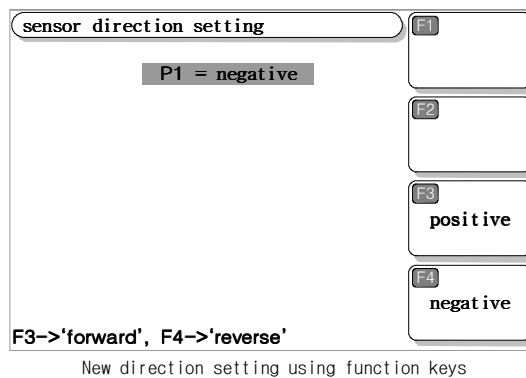 sensor direction setting
F1
P1 = negative
F2
F3
positive
F4
negative
F3->‘forward’, F4->‘reverse’
New direction setting using function keys